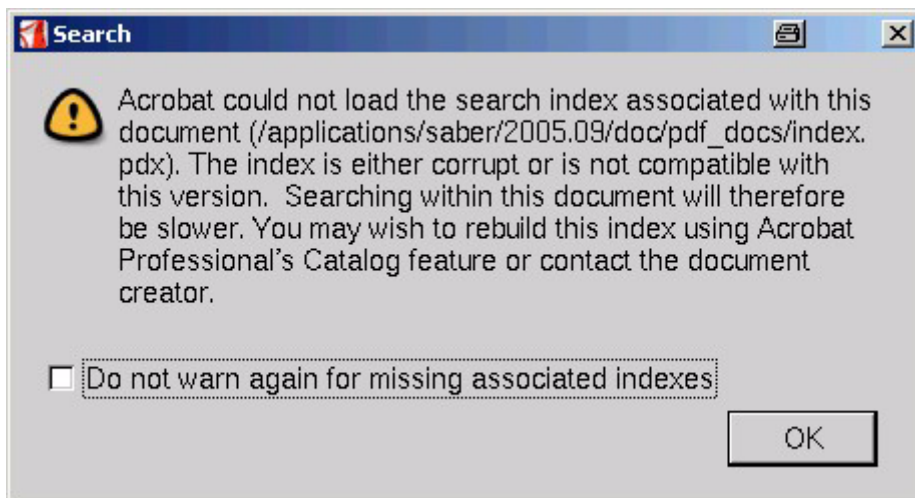 Search
Acrobat could not load the search index associated with this
document (/applications/saber/2005.09/doc/pdf_docs/index.
pdx). The index is either corrupt or is not compatible with
this version.  Searching within this document will therefore
be slower. You may wish to rebuild this index using Acrobat
Professional's Catalog feature or contact the document
creator.
Do not warn again for missing associated indexes
OK